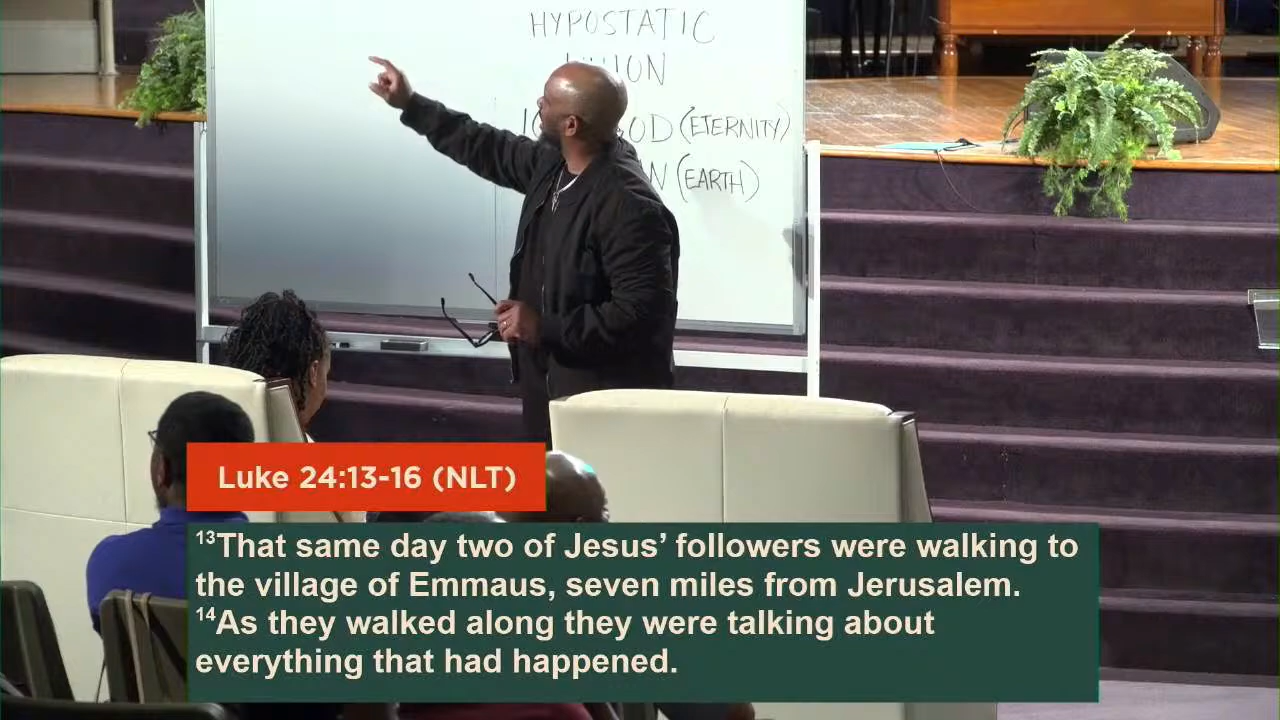 HYPOSTATIC
GOD (ETERNITY)
(EARTH)
Luke 24:13-16 (NLT)
13That same day two of Jesus’ followers were walking to
the village of Emmaus, seven miles from Jerusalem.
14As they walked along they were talking about
everything that had happened.